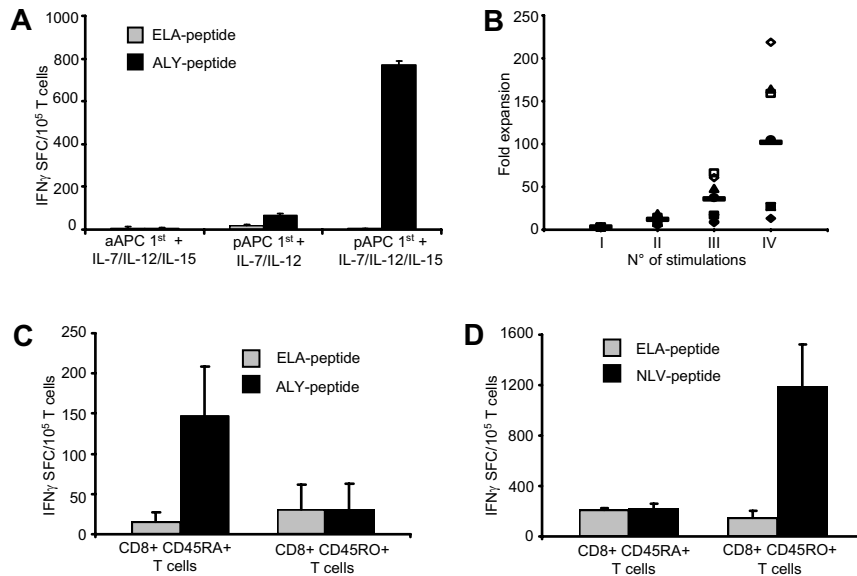 A
IFNγ SFC/10⁵ T cells
1000
800
600
400
200
0
ELA-peptide
ALY-peptide
aAPC 1st +
IL-7/IL-12/IL-15
pAPC 1st +
IL-7/IL-12
pAPC 1st +
IL-7/IL-12/IL-15
B
Fold expansion
250
200
150
100
50
0
I II III IV
N° of stimulations
C
IFNγ SFC/10⁵ T cells
250
200
150
100
50
0
ELA-peptide
ALY-peptide
CD8+ CD45RA+
T cells
CD8+ CD45RO+
T cells
D
IFNγ SFC/10⁵ T cells
1600
1200
800
400
0
ELA-peptide
NLV-peptide
CD8+ CD45RA+
T cells
CD8+ CD45RO+
T cells